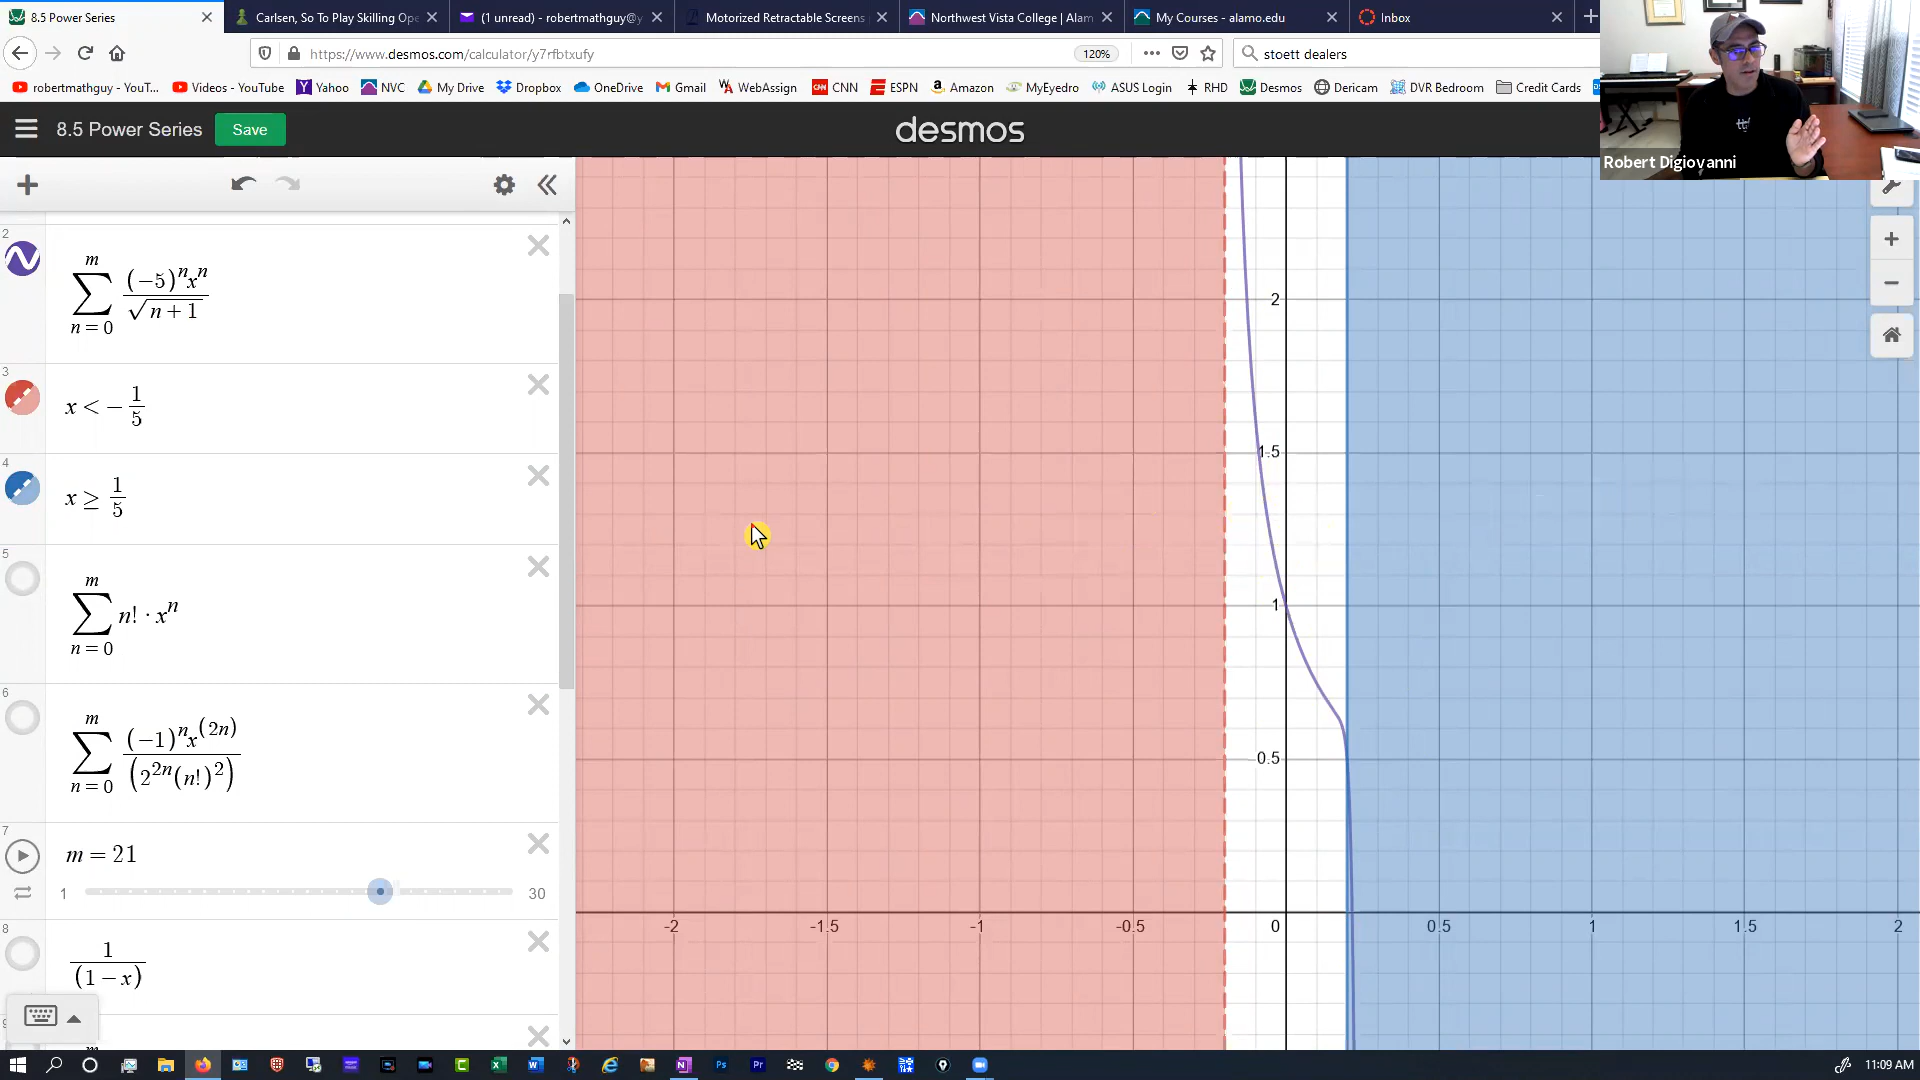 8.5 Power Series
Carlsen, So To Play Skilling Ope
(1 unread) - robertmathguy@y
Motorized Retractable Screens
Northwest Vista College | Alam
My Courses - alamo.edu
Inbox
https://www.desmos.com/calculator/y7rfbtxufy
120%
stoett dealers
robertmathguy - YouT...
Videos - YouTube
Yahoo
NVC
My Drive
Dropbox
OneDrive
Gmail
WebAssign
CNN
ESPN
Amazon
MyEyedro
ASUS Login
RHD
Desmos
Dericam
DVR Bedroom
Credit Cards
8.5 Power Series
Save
desmos
Robert Digiovanni
2
∑_{n=0}^{m} (-5)^n x^n / √(n+1)
3
x < -1/5
4
x ≥ 1/5
5
∑_{n=0}^{m} n! · x^n
6
∑_{n=0}^{m} (-1)^n x^(2n) / (2^{2n}(n!)^2)
7
m = 21
1
30
8
1/(1-x)
2
1.5
1
0.5
-2
-1.5
-1
-0.5
0
0.5
1
1.5
2
11:09 AM